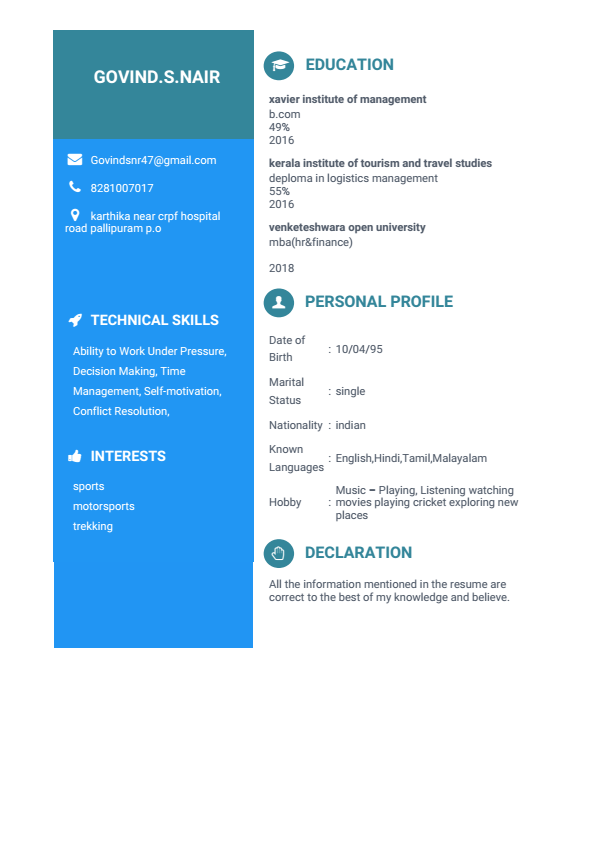 GOVIND.S.NAIR
Govindsnr47@gmail.com
8281007017
karthika near crpf hospital
road pallipuram p.o
TECHNICAL SKILLS
Ability to Work Under Pressure,
Decision Making, Time
Management, Self-motivation,
Conflict Resolution,
INTERESTS
sports
motorsports
trekking
EDUCATION
xavier institute of management
b.com
49%
2016
kerala institute of tourism and travel studies
deploma in logistics management
55%
2016
venketeshwara open university
mba(hr&finance)
2018
PERSONAL PROFILE
Date of
Birth : 10/04/95
Marital
Status : single
Nationality : indian
Known
Languages : English,Hindi,Tamil,Malayalam
Hobby : Music – Playing, Listening watching
movies playing cricket exploring new
places
DECLARATION
All the information mentioned in the resume are
correct to the best of my knowledge and believe.